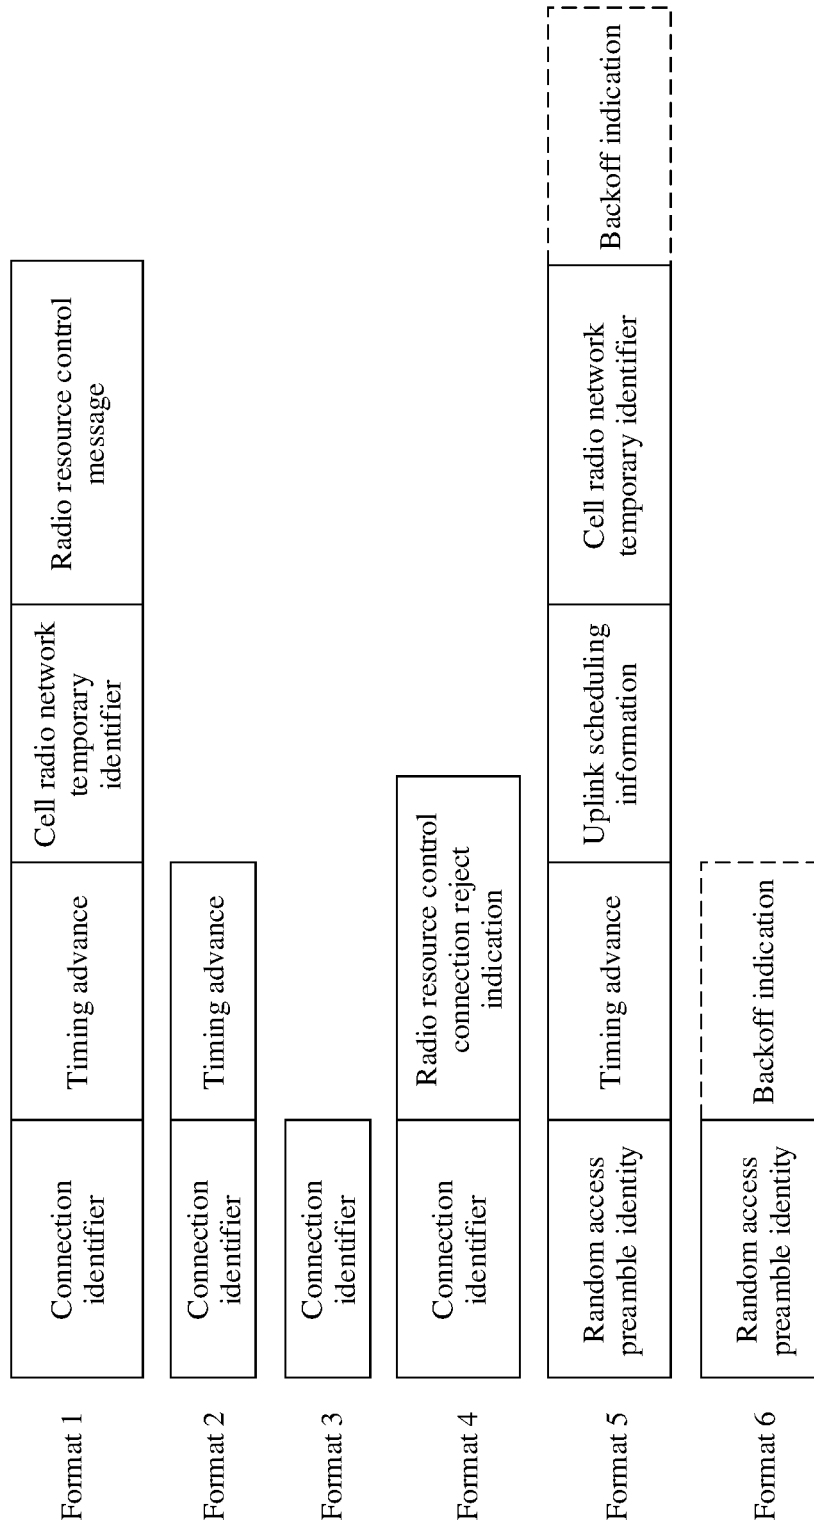 Format 1
Connection
identifier
Timing advance
Cell radio network
temporary
identifier
Radio resource control
message
Format 2
Connection
identifier
Timing advance
Format 3
Connection
identifier
Format 4
Connection
identifier
Radio resource control
connection reject
indication
Format 5
Random access
preamble identity
Timing advance
Uplink scheduling
information
Cell radio network
temporary identifier
Backoff indication
Format 6
Random access
preamble identity
Backoff indication